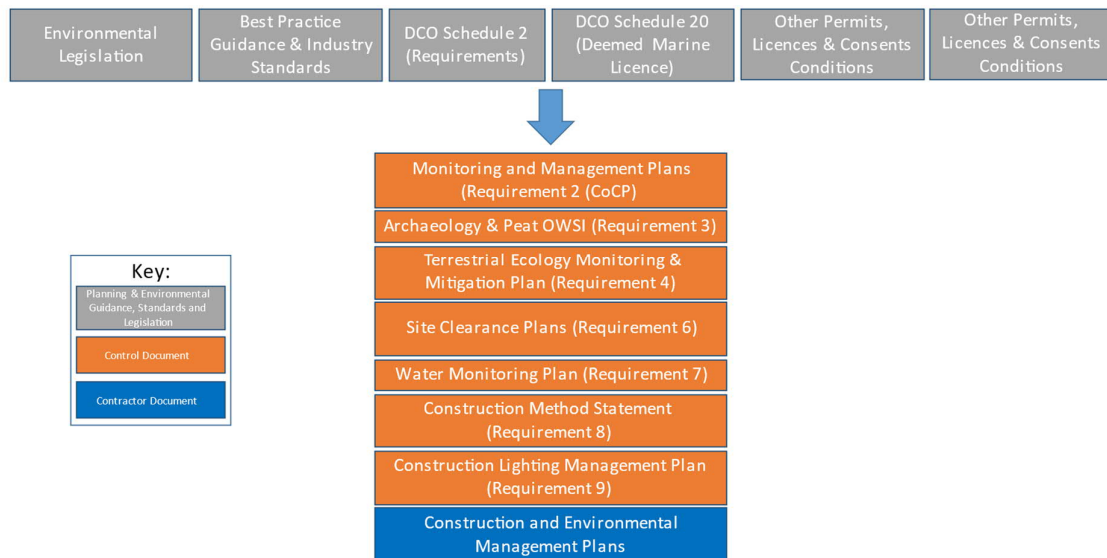 Environmental
Legislation
Best Practice
Guidance & Industry
Standards
DCO Schedule 2
(Requirements)
DCO Schedule 20
(Deemed Marine
Licence)
Other Permits,
Licences & Consents
Conditions
Other Permits,
Licences & Consents
Conditions
Monitoring and Management Plans
(Requirement 2 (CoCP)
Archaeology & Peat OWSI (Requirement 3)
Terrestrial Ecology Monitoring &
Mitigation Plan (Requirement 4)
Site Clearance Plans (Requirement 6)
Water Monitoring Plan (Requirement 7)
Construction Method Statement
(Requirement 8)
Construction Lighting Management Plan
(Requirement 9)
Construction and Environmental
Management Plans
Key:
Planning & Environmental
Guidance, Standards and
Legislation
Control Document
Contractor Document